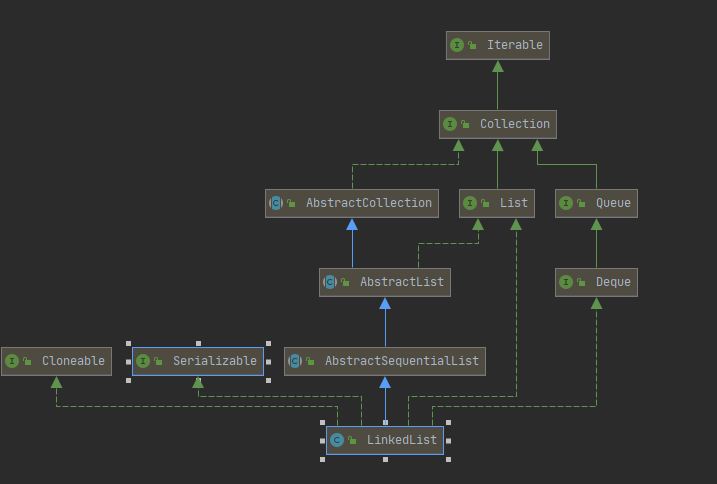 I Iterable
I Collection
C AbstractCollection
I List
I Queue
C AbstractList
I Deque
I Cloneable
I Serializable
C AbstractSequentialList
C LinkedList